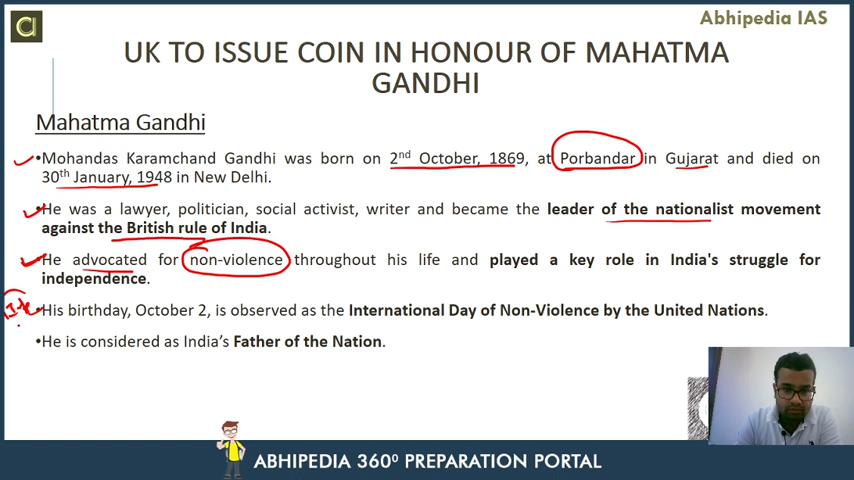 Abhipedia IAS
UK TO ISSUE COIN IN HONOUR OF MAHATMA
GANDHI
Mahatma Gandhi
•Mohandas Karamchand Gandhi was born on 2nd October, 1869, at Porbandar in Gujarat and died on
30th January, 1948 in New Delhi.
•He was a lawyer, politician, social activist, writer and became the leader of the nationalist movement
against the British rule of India.
•He advocated for non-violence throughout his life and played a key role in India's struggle for
independence.
•His birthday, October 2, is observed as the International Day of Non-Violence by the United Nations.
•He is considered as India's Father of the Nation.
ABHIPEDIA 360⁰ PREPARATION PORTAL